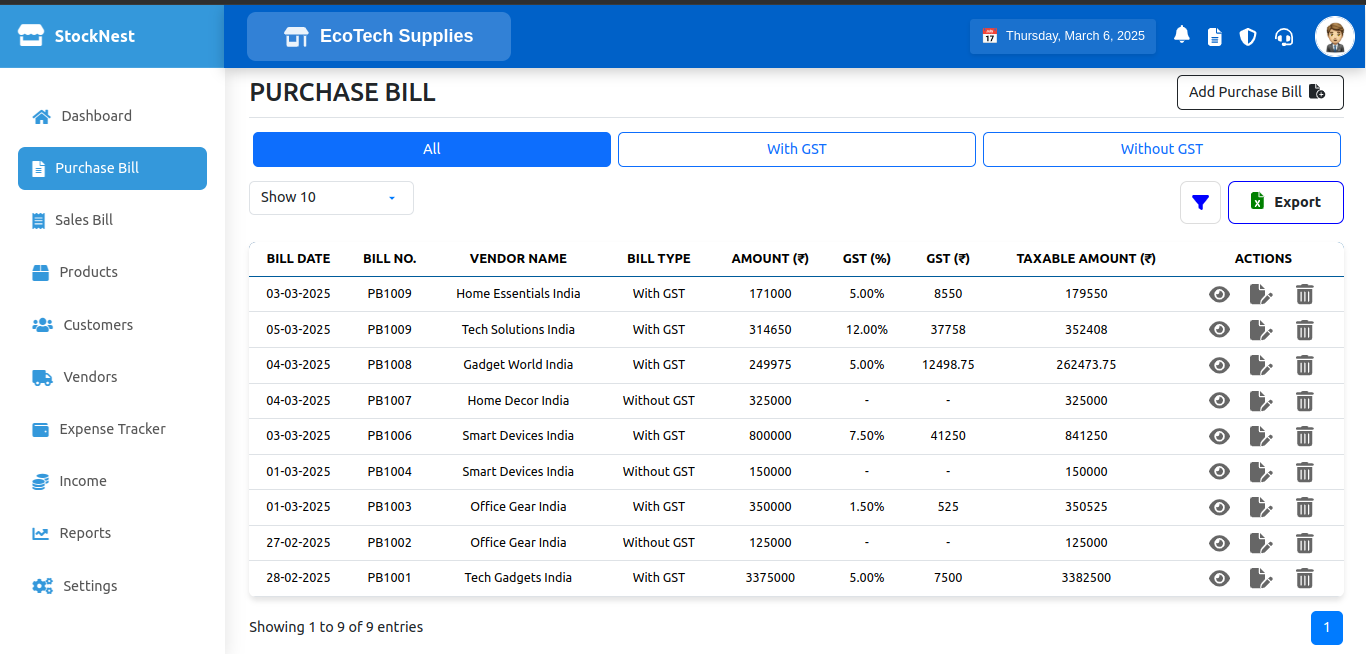 StockNest
EcoTech Supplies
17 Thursday, March 6, 2025
Dashboard
Purchase Bill
Sales Bill
Products
Customers
Vendors
Expense Tracker
Income
Reports
Settings
PURCHASE BILL
Add Purchase Bill
All With GST Without GST
Show 10
X Export
BILL DATE BILL NO. VENDOR NAME BILL TYPE AMOUNT (₹) GST (%) GST (₹) TAXABLE AMOUNT (₹) ACTIONS
03-03-2025 PB1009 Home Essentials India With GST 171000 5.00% 8550 179550
05-03-2025 PB1009 Tech Solutions India With GST 314650 12.00% 37758 352408
04-03-2025 PB1008 Gadget World India With GST 249975 5.00% 12498.75 262473.75
04-03-2025 PB1007 Home Decor India Without GST 325000 - - 325000
03-03-2025 PB1006 Smart Devices India With GST 800000 7.50% 41250 841250
01-03-2025 PB1004 Smart Devices India Without GST 150000 - - 150000
01-03-2025 PB1003 Office Gear India With GST 350000 1.50% 525 350525
27-02-2025 PB1002 Office Gear India Without GST 125000 - - 125000
28-02-2025 PB1001 Tech Gadgets India With GST 3375000 5.00% 7500 3382500
Showing 1 to 9 of 9 entries
1